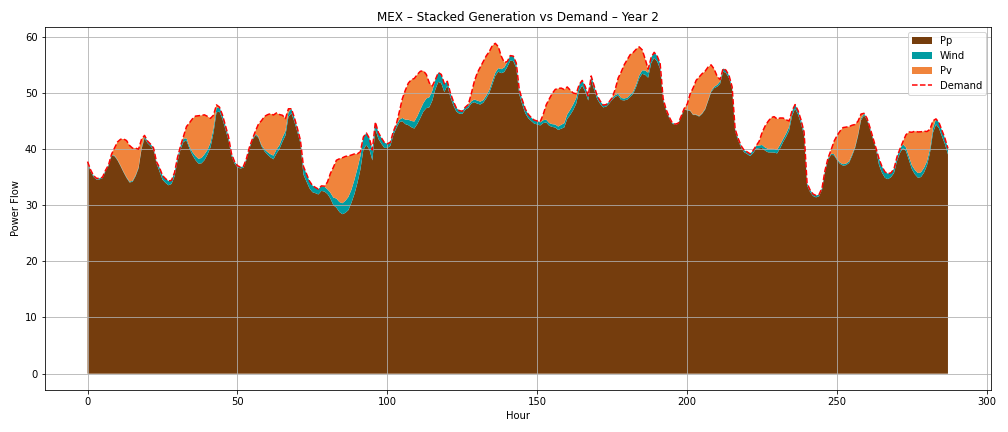 MEX – Stacked Generation vs Demand – Year 2
Power Flow
60
50
40
30
20
10
0
Pp
Wind
Pv
Demand
0 50 100 150 200 250 300
Hour